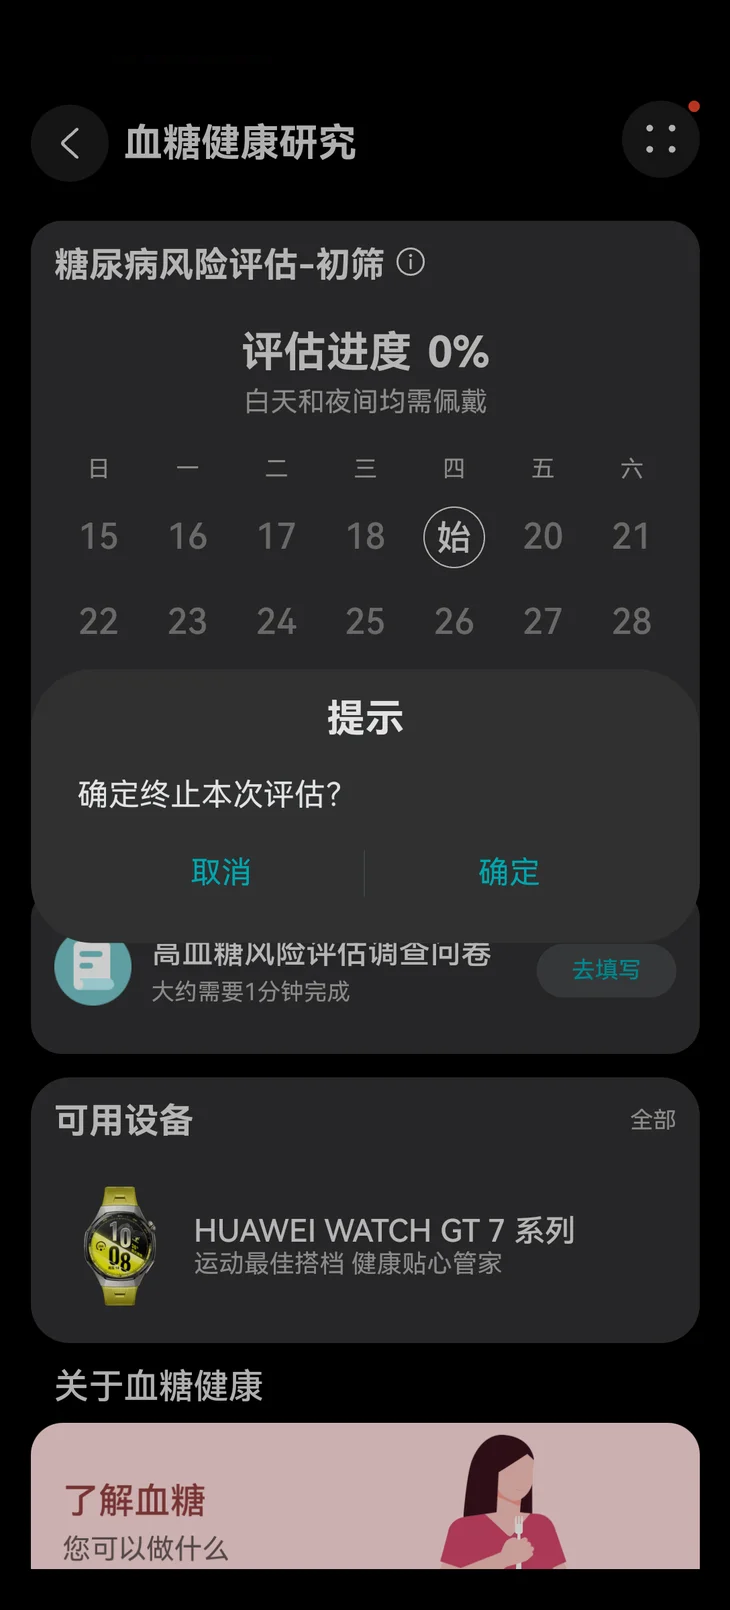 血糖健康研究
糖尿病风险评估-初筛
评估进度 0%
白天和夜间均需佩戴
日 一 二 三 四 五 六
15 16 17 18 始 20 21
22 23 24 25 26 27 28
提示
确定终止本次评估?
取消 确定
高血糖风险评估调查问卷
大约需要1分钟完成
去填写
可用设备 全部
10
08
HUAWEI WATCH GT 7 系列
运动最佳搭档 健康贴心管家
关于血糖健康
了解血糖
您可以做什么